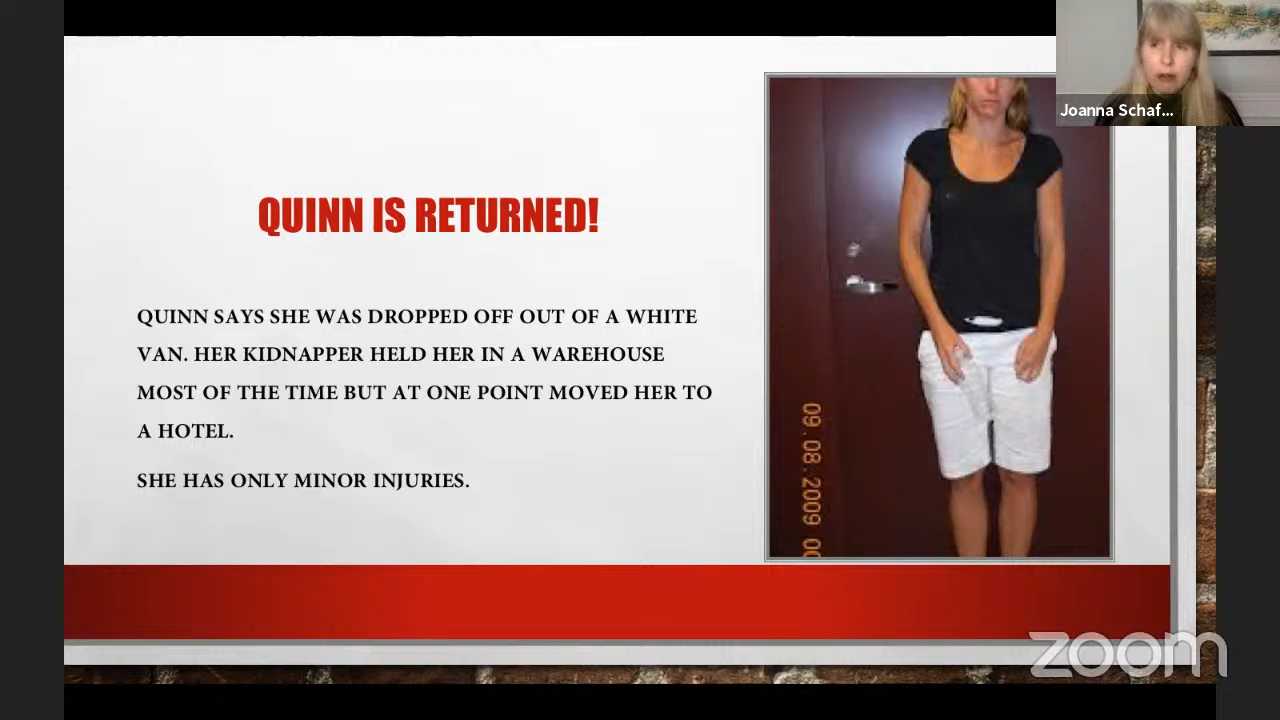 Joanna Schaf...
QUINN IS RETURNED!
QUINN SAYS SHE WAS DROPPED OFF OUT OF A WHITE
VAN. HER KIDNAPPER HELD HER IN A WAREHOUSE
MOST OF THE TIME BUT AT ONE POINT MOVED HER TO
A HOTEL.
SHE HAS ONLY MINOR INJURIES.
09.08.2009
zoom